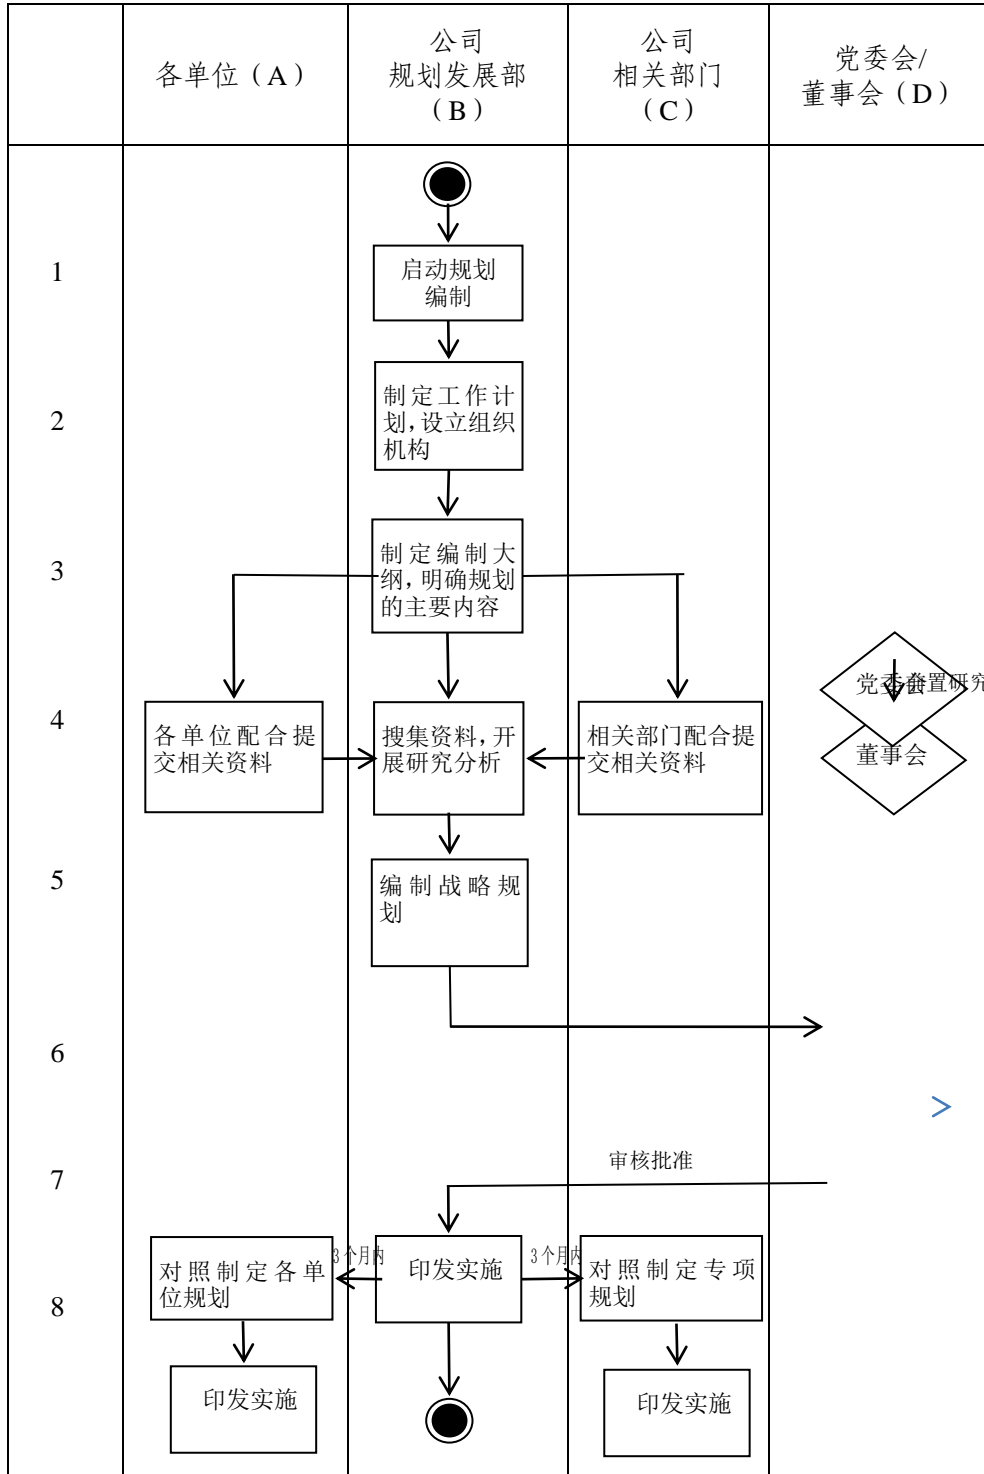 各单位（A）
公司
规划发展部
（B）
公司
相关部门
（C）
党委会/
董事会（D）
1
启动规划
编制
2
制定工作计
划，设立组织
机构
3
制定编制大
纲，明确规划
的主要内容
4
各单位配合提
交相关资料
搜集资料，开
展研究分析
相关部门配合提
交相关资料
党委会
前置研究
董事会
5
编制战略规
划
6
7
审核批准
8
对照制定各单
位规划
3个月内
印发实施
3个月内
对照制定专项
规划
印发实施
印发实施